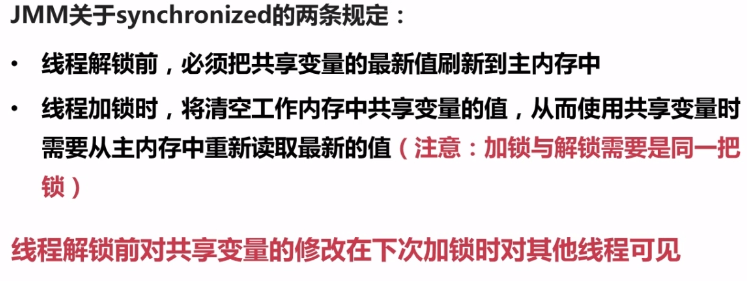 JMM关于synchronized的两条规定：
• 线程解锁前，必须把共享变量的最新值刷新到主内存中
• 线程加锁时，将清空工作内存中共享变量的值，从而使用共享变量时
需要从主内存中重新读取最新的值（注意：加锁与解锁需要是同一把
锁）
线程解锁前对共享变量的修改在下次加锁时对其他线程可见